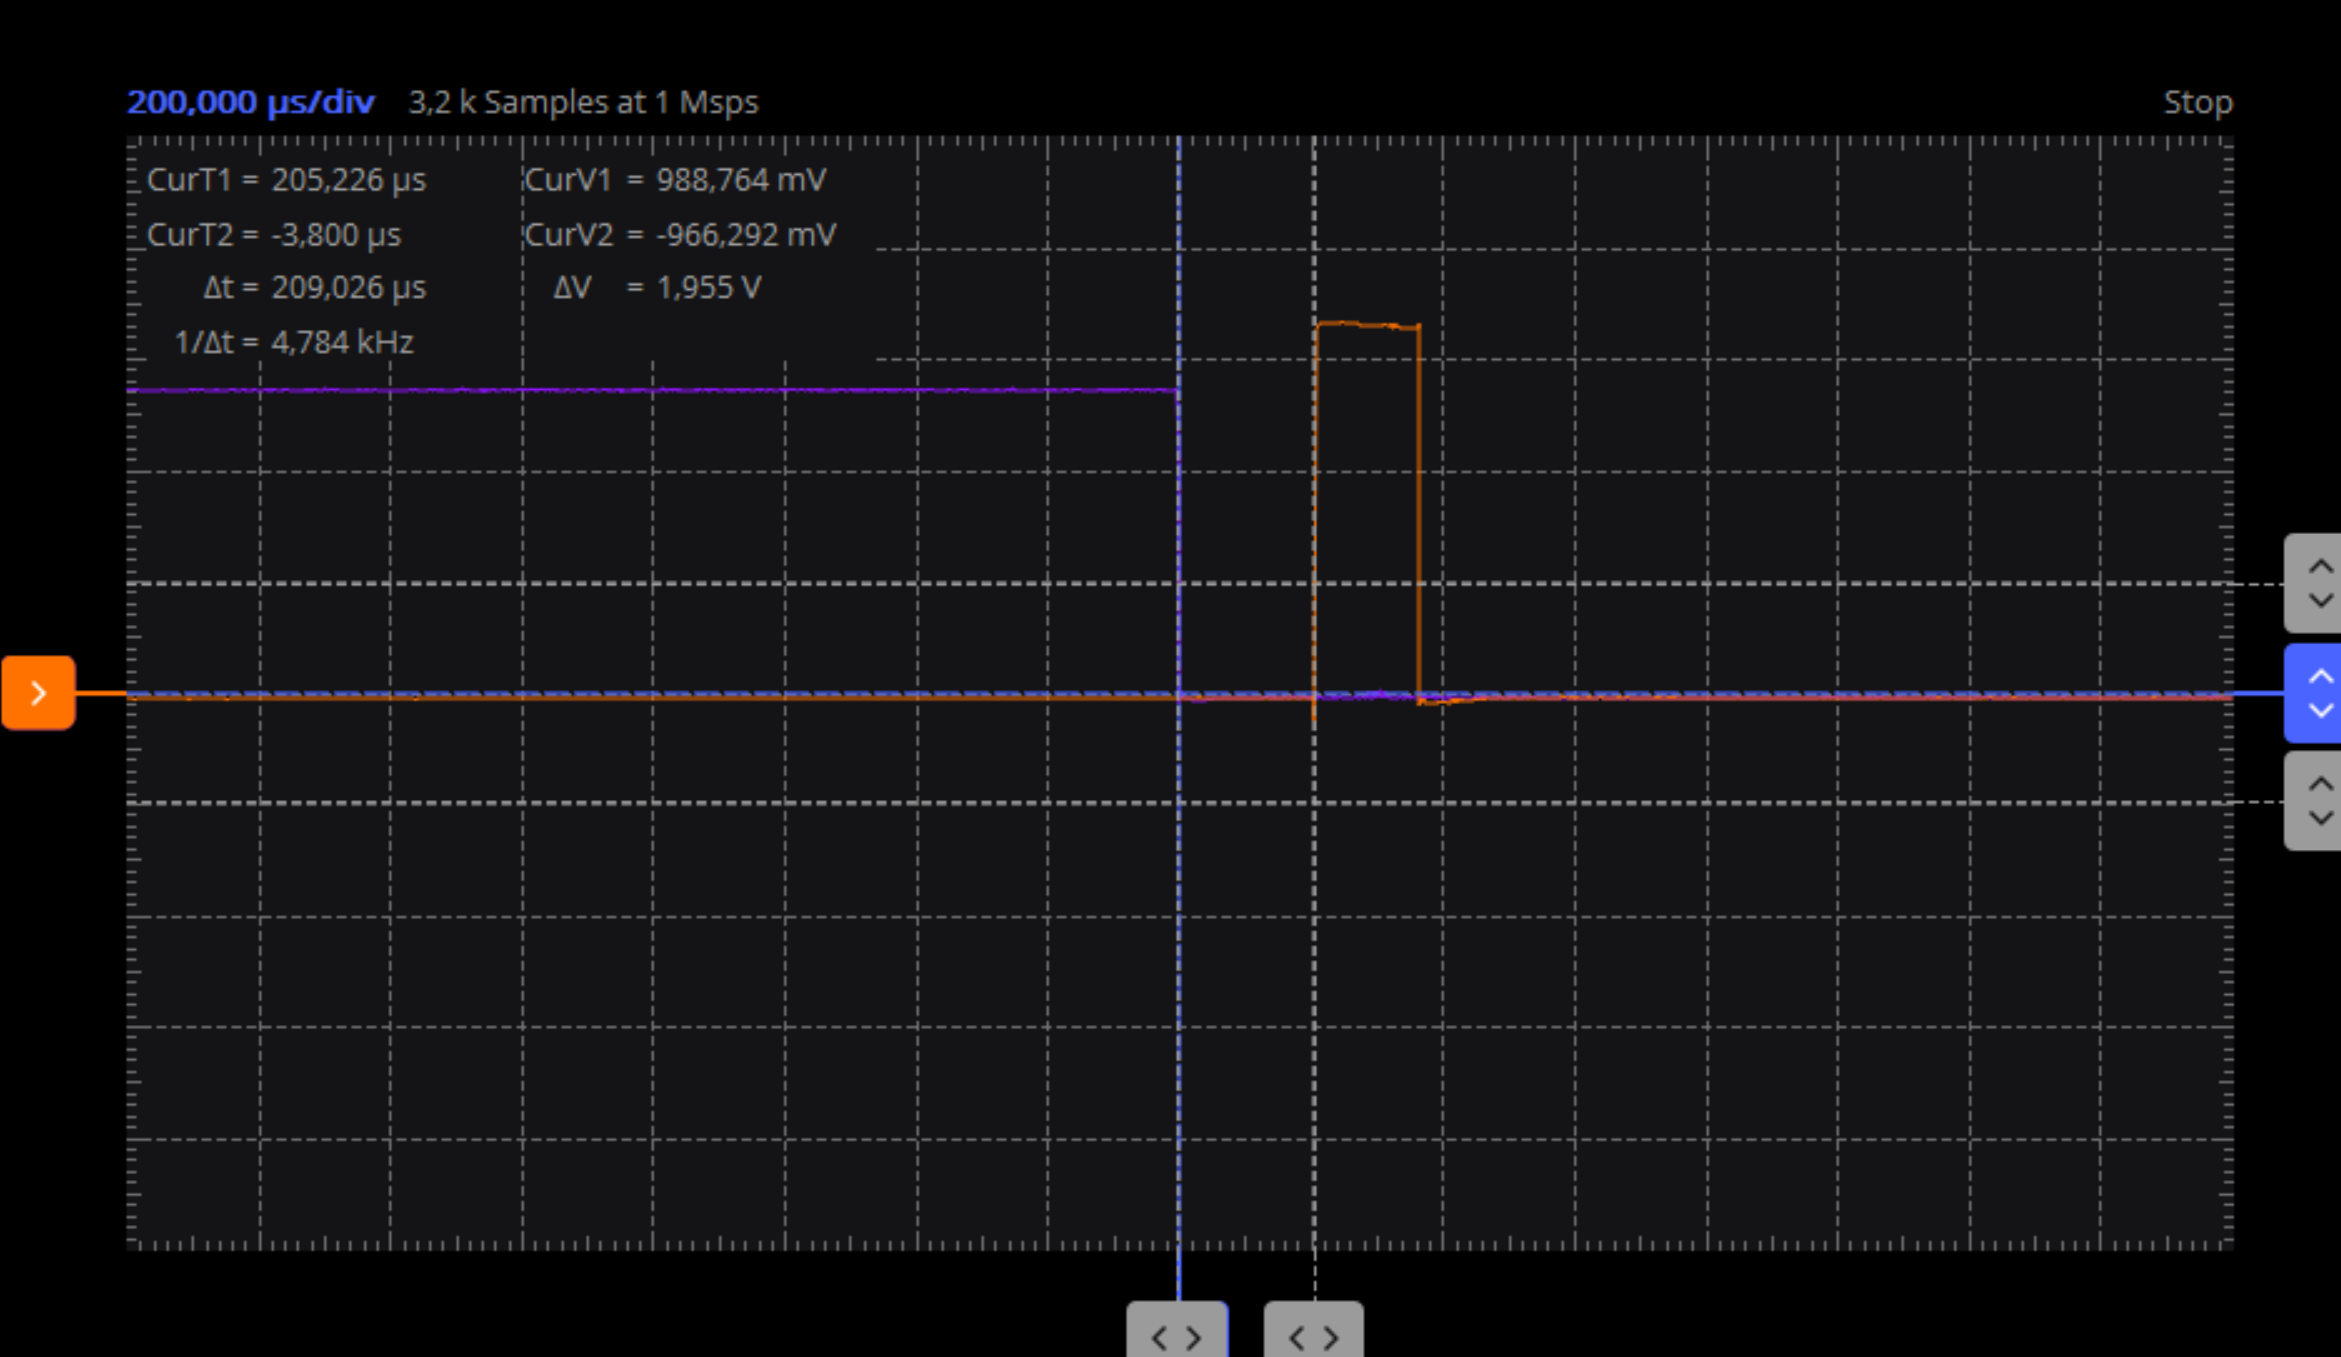 200,000 µs/div 3,2 k Samples at 1 Msps Stop
CurT1 = 205,226 µs CurV1 = 988,764 mV
CurT2 = -3,800 µs CurV2 = -966,292 mV
Δt = 209,026 µs ΔV = 1,955 V
1/Δt = 4,784 kHz